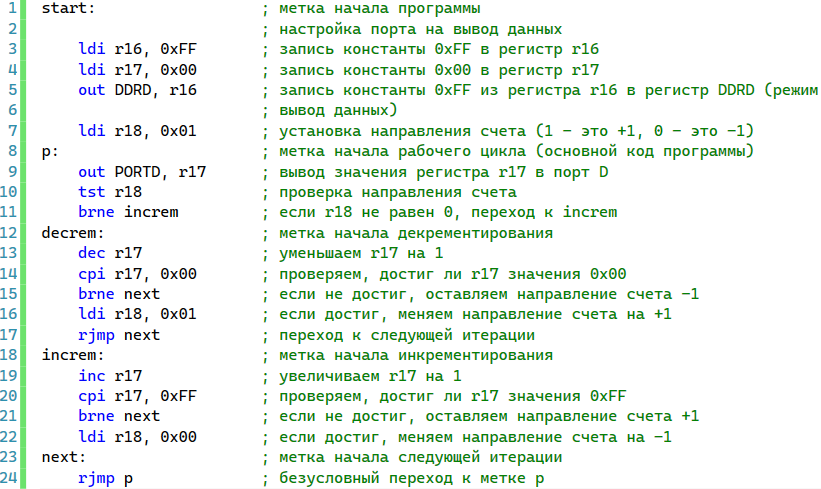 1 start: ; метка начала программы
2 ; настройка порта на вывод данных
3 ldi r16, 0xFF ; запись константы 0xFF в регистр r16
4 ldi r17, 0x00 ; запись константы 0x00 в регистр r17
5 out DDRD, r16 ; запись константы 0xFF из регистра r16 в регистр DDRD (режим
6 ; вывод данных)
7 ldi r18, 0x01 ; установка направления счета (1 – это +1, 0 – это –1)
8 p: ; метка начала рабочего цикла (основной код программы)
9 out PORTD, r17 ; вывод значения регистра r17 в порт D
10 tst r18 ; проверка направления счета
11 brne increm ; если r18 не равен 0, переход к increm
12 decrem: ; метка начала декрементирования
13 dec r17 ; уменьшаем r17 на 1
14 cpi r17, 0x00 ; проверяем, достиг ли r17 значения 0x00
15 brne next ; если не достиг, оставляем направление счета –1
16 ldi r18, 0x01 ; если достиг, меняем направление счета на +1
17 rjmp next ; переход к следующей итерации
18 increm: ; метка начала инкрементирования
19 inc r17 ; увеличиваем r17 на 1
20 cpi r17, 0xFF ; проверяем, достиг ли r17 значения 0xFF
21 brne next ; если не достиг, оставляем направление счета +1
22 ldi r18, 0x00 ; если достиг, меняем направление счета на –1
23 next: ; метка начала следующей итерации
24 rjmp p ; безусловный переход к метке p